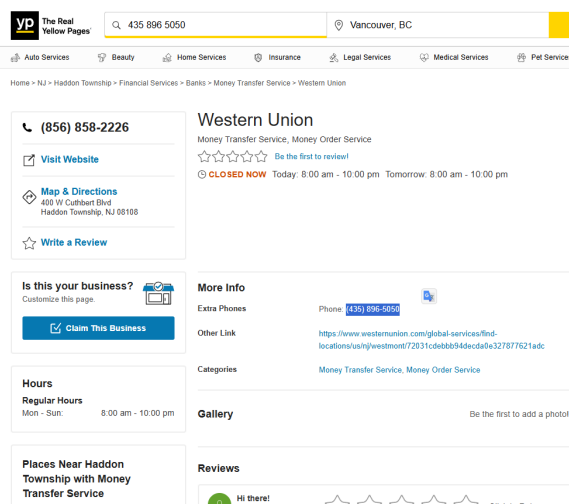 yp The Real Yellow Pages®
435 896 5050
Vancouver, BC
Auto Services Beauty Home Services Insurance Legal Services Medical Services Pet Services
Home > NJ > Haddon Township > Financial Services > Banks > Money Transfer Service > Western Union
(856) 858-2226
Visit Website
Map & Directions
400 W Cuthbert Blvd
Haddon Township, NJ 08108
Write a Review
Western Union
Money Transfer Service, Money Order Service
Be the first to review!
CLOSED NOW Today: 8:00 am - 10:00 pm Tomorrow: 8:00 am - 10:00 pm
Is this your business?
Customize this page.
Claim This Business
More Info
Extra Phones
Phone: (435) 896-5050
Other Link
https://www.westernunion.com/global-services/find-
locations/us/nj/westmont/72031cdebbb94decda0e327877621adc
Categories
Money Transfer Service, Money Order Service
Hours
Regular Hours
Mon - Sun: 8:00 am - 10:00 pm
Gallery
Be the first to add a photo!
Places Near Haddon
Township with Money
Transfer Service
Reviews
Hi there!